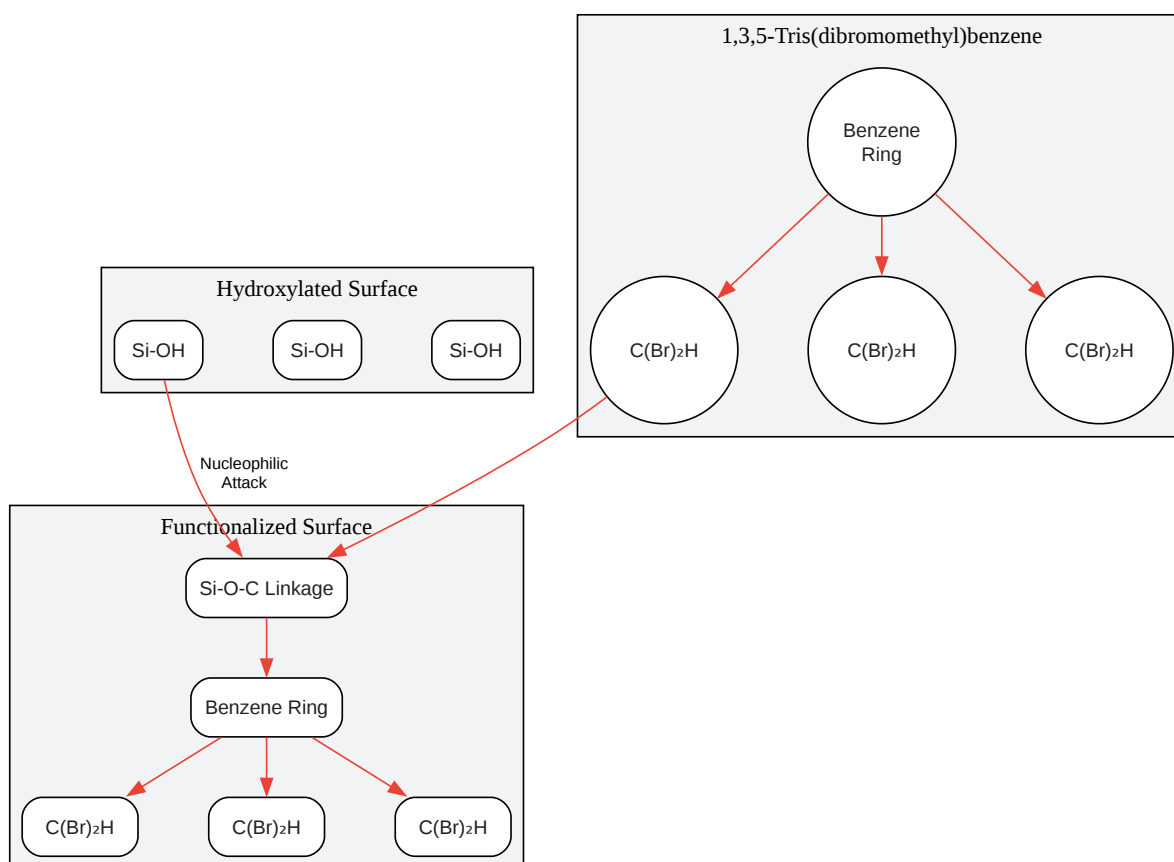 1,3,5-Tris(dibromomethyl)benzene
Benzene
Ring
C(Br)₂H
C(Br)₂H
C(Br)₂H
Hydroxylated Surface
Si-OH
Si-OH
Si-OH
Nucleophilic
Attack
Functionalized Surface
Si-O-C Linkage
Benzene Ring
C(Br)₂H
C(Br)₂H
C(Br)₂H